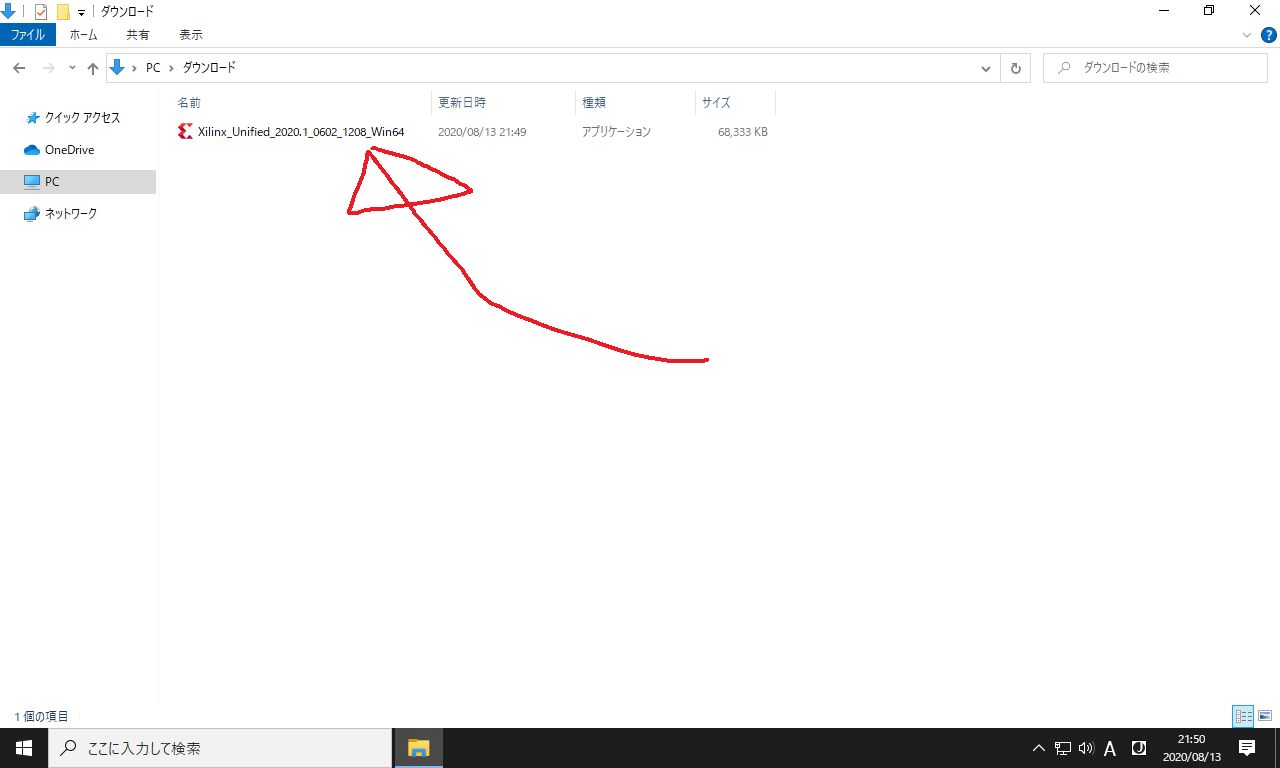 ダウンロード
ファイル ホーム 共有 表示
PC ダウンロード ダウンロードの検索
名前 更新日時 種類 サイズ
Xilinx_Unified_2020.1_0602_1208_Win64 2020/08/13 21:49 アプリケーション 68,333 KB
クイック アクセス
OneDrive
PC
ネットワーク
1 個の項目
ここに入力して検索 A J 21:50
2020/08/13